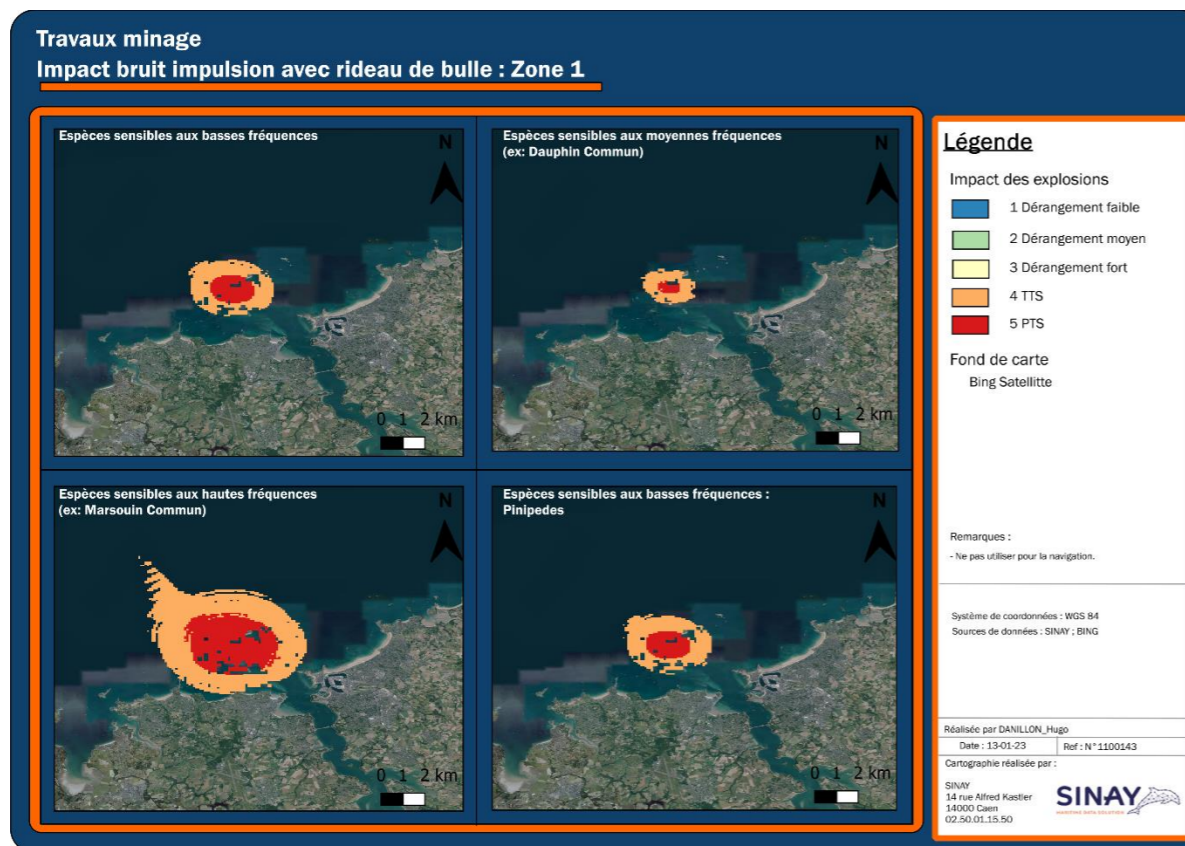 Travaux minage
Impact bruit impulsion avec rideau de bulle : Zone 1
Espèces sensibles aux basses fréquences
N
0 1 2 km
Espèces sensibles aux moyennes fréquences
(ex: Dauphin Commun)
N
0 1 2 km
Espèces sensibles aux hautes fréquences
(ex: Marsouin Commun)
N
0 1 2 km
Espèces sensibles aux basses fréquences :
Pinipedes
N
0 1 2 km
Légende
Impact des explosions
1 Dérangement faible
2 Dérangement moyen
3 Dérangement fort
4 TTS
5 PTS
Fond de carte
Bing Satellitte
Remarques :
- Ne pas utiliser pour la navigation.
Système de coordonnées : WGS 84
Sources de données : SINAY ; BING
Réalisée par DANILLON_Hugo
Date : 13-01-23
Ref : N°1100143
Cartographie réalisée par :
SINAY
14 rue Alfred Kastler
14000 Caen
02.50.01.15.50
SINAY
MARITIME DATA SOLUTION